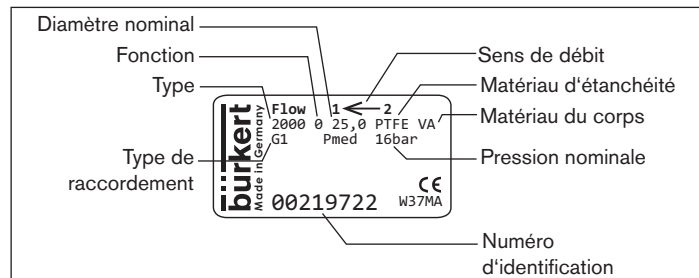 Diamètre nominal
Fonction
Type
Type de
raccordement
Sens de débit
Matériau d'étanchéité
Matériau du corps
Pression nominale
Numéro
d'identification
bürkert
Made in Germany
Flow 1 2
2000 0 25,0 PTFE VA
G1 Pmed 16bar
CE
00219722 W37MA